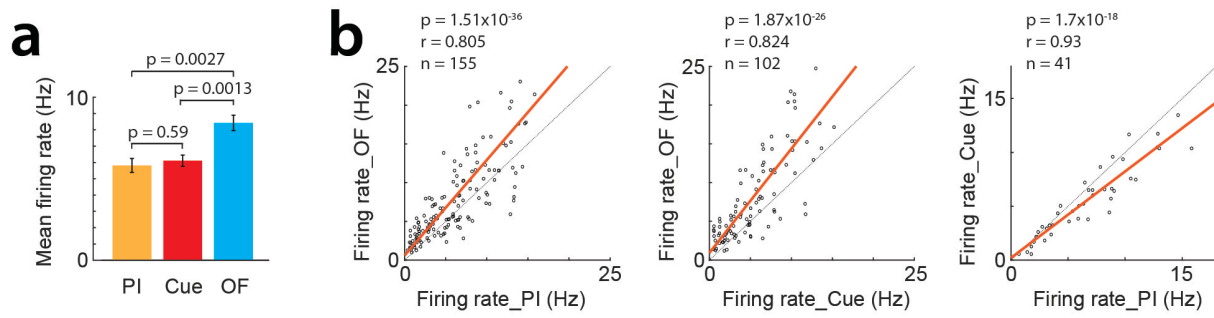 a
p = 0.0027
p = 0.0013
p = 0.59
Mean firing rate (Hz)
10
0
PI Cue OF
b
p = 1.51x10-36
r = 0.805
n = 155
Firing rate_OF (Hz)
25
0
0
25
Firing rate_PI (Hz)
p = 1.87x10-26
r = 0.824
n = 102
Firing rate_OF (Hz)
25
0
0
25
Firing rate_Cue (Hz)
p = 1.7x10-18
r = 0.93
n = 41
Firing rate_Cue (Hz)
15
0
0
15
Firing rate_PI (Hz)